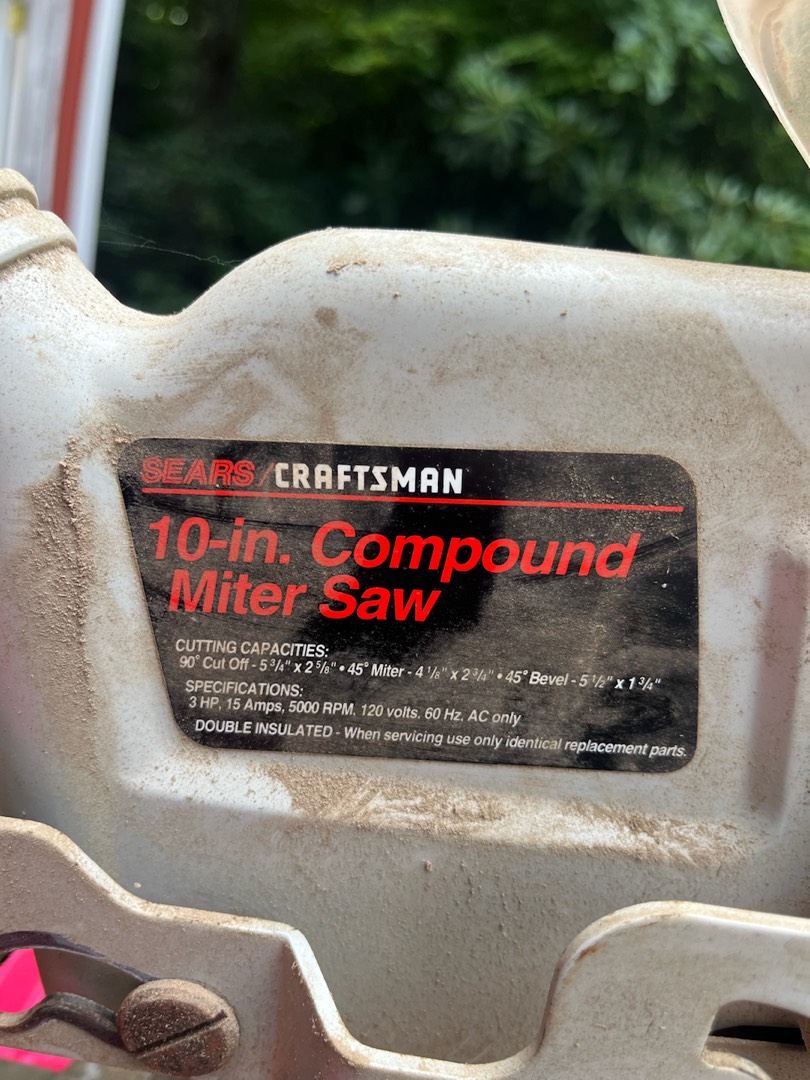 SEARS/CRAFTSMAN
10-in. Compound
Miter Saw
CUTTING CAPACITIES:
90° Cut Off - 5 3/4" x 2 5/8" • 45° Miter - 4 1/8" x 2 3/4" • 45° Bevel - 5 1/2" x 1 3/4"
SPECIFICATIONS:
3 HP, 15 Amps, 5000 RPM, 120 volts. 60 Hz, AC only
DOUBLE INSULATED - When servicing use only identical replacement parts.